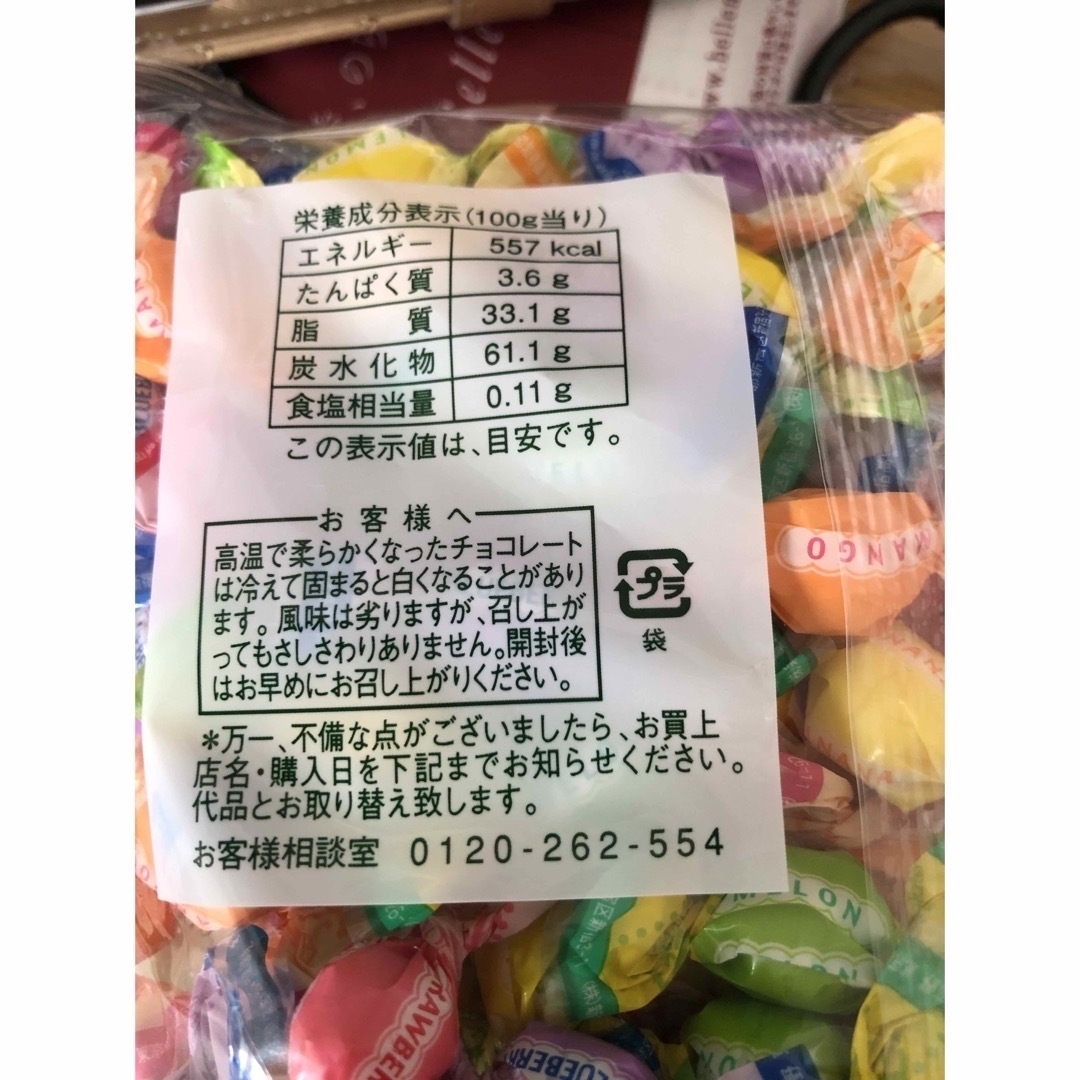 栄養成分表示(100g当り)
エネルギー 557 kcal
たんぱく質 3.6 g
脂質 33.1 g
炭水化物 61.1 g
食塩相当量 0.11 g
この表示値は、目安です。
お客様へ
高温で柔らかくなったチョコレート
は冷えて固まると白くなることがあり
ます。風味は劣りますが、召し上が
ってもさしさわりありません。開封後
はお早めにお召し上がりください。
プラ
袋
*万一、不備な点がございましたら、お買上
店名・購入日を下記までお知らせください。
代品とお取り替え致します。
お客様相談室 0120-262-554
MANGO
MELON